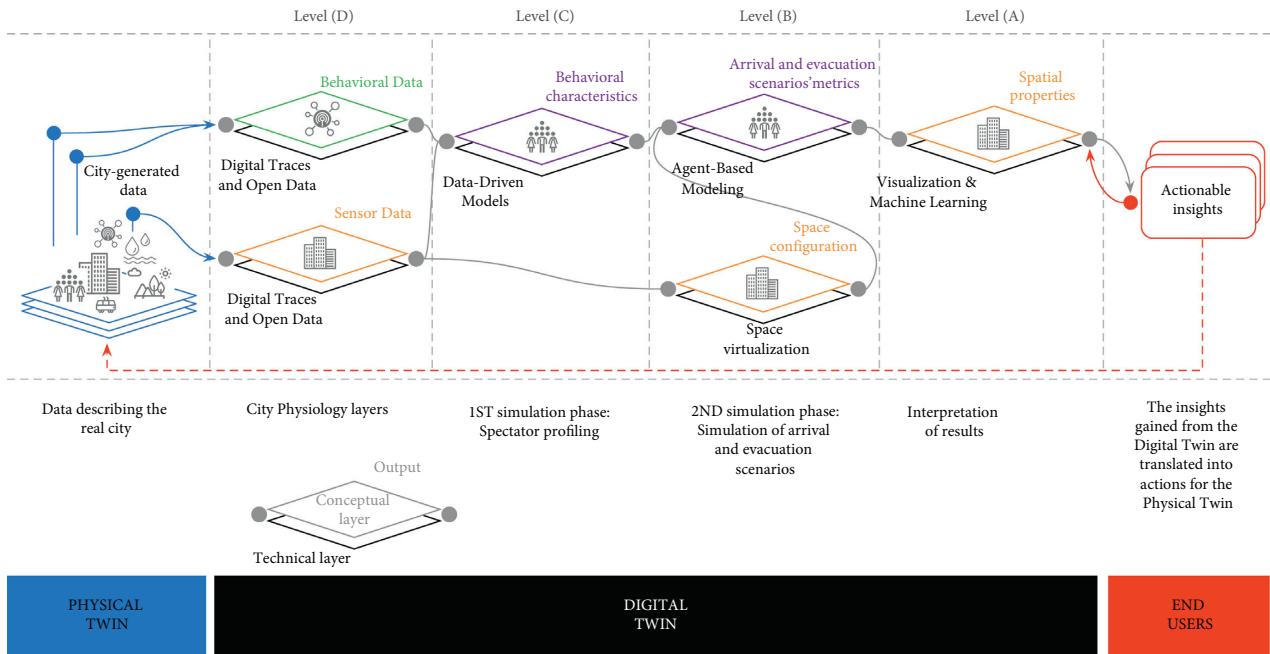 Level (D)
Level (C)
Level (B)
Level (A)
City-generated
data
Behavioral Data
Digital Traces
and Open Data
Sensor Data
Digital Traces
and Open Data
Behavioral
characteristics
Data-Driven
Models
Arrival and evacuation
scenarios'metrics
Agent-Based
Modeling
Space
configuration
Space
virtualization
Spatial
properties
Visualization &
Machine Learning
Actionable
insights
Data describing the
real city
City Physiology layers
1ST simulation phase:
Spectator profiling
2ND simulation phase:
Simulation of arrival
and evacuation
scenarios
Interpretation
of results
The insights
gained from the
Digital Twin are
translated into
actions for the
Physical Twin
Output
Conceptual
layer
Technical layer
PHYSICAL
TWIN
DIGITAL
TWIN
END
USERS